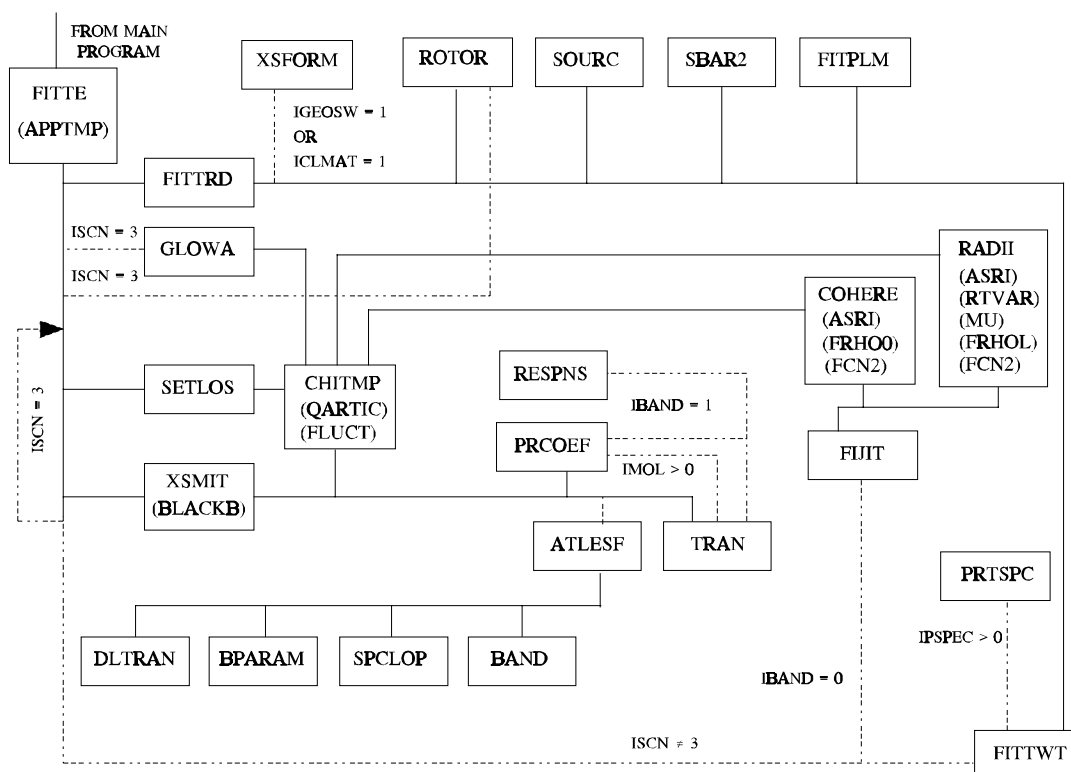 FROM MAIN
PROGRAM
FITTE
(APPTMP)
XSFORM
ROTOR
SOURC
SBAR2
FITPLM
IGEOSW = 1
OR
ICLMAT = 1
FITTRD
ISCN = 3
GLOWA
ISCN = 3
RADII
(ASRI)
(RTVAR)
(MU)
(FRHOL)
(FCN2)
COHERE
(ASRI)
(FRHO0)
(FCN2)
ISCN = 3
SETLOS
CHITMP
(QARTIC)
(FLUCT)
RESPNS
IBAND = 1
PRCOEF
IMOL > 0
FIJIT
XSMIT
(BLACKB)
ATLESF
TRAN
PRTSPC
IPSPEC > 0
DLTRAN
BPARAM
SPCLOP
BAND
IBAND = 0
ISCN ≠ 3
FITTWT